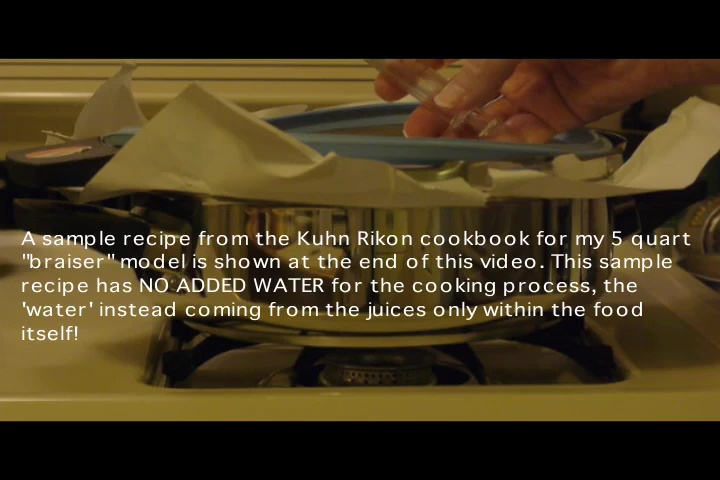 A sample recipe from the Kuhn Rikon cookbook for my 5 quart
"braiser" model is shown at the end of this video. This sample
recipe has NO ADDED WATER for the cooking process, the
'water' instead coming from the juices only within the food
itself!